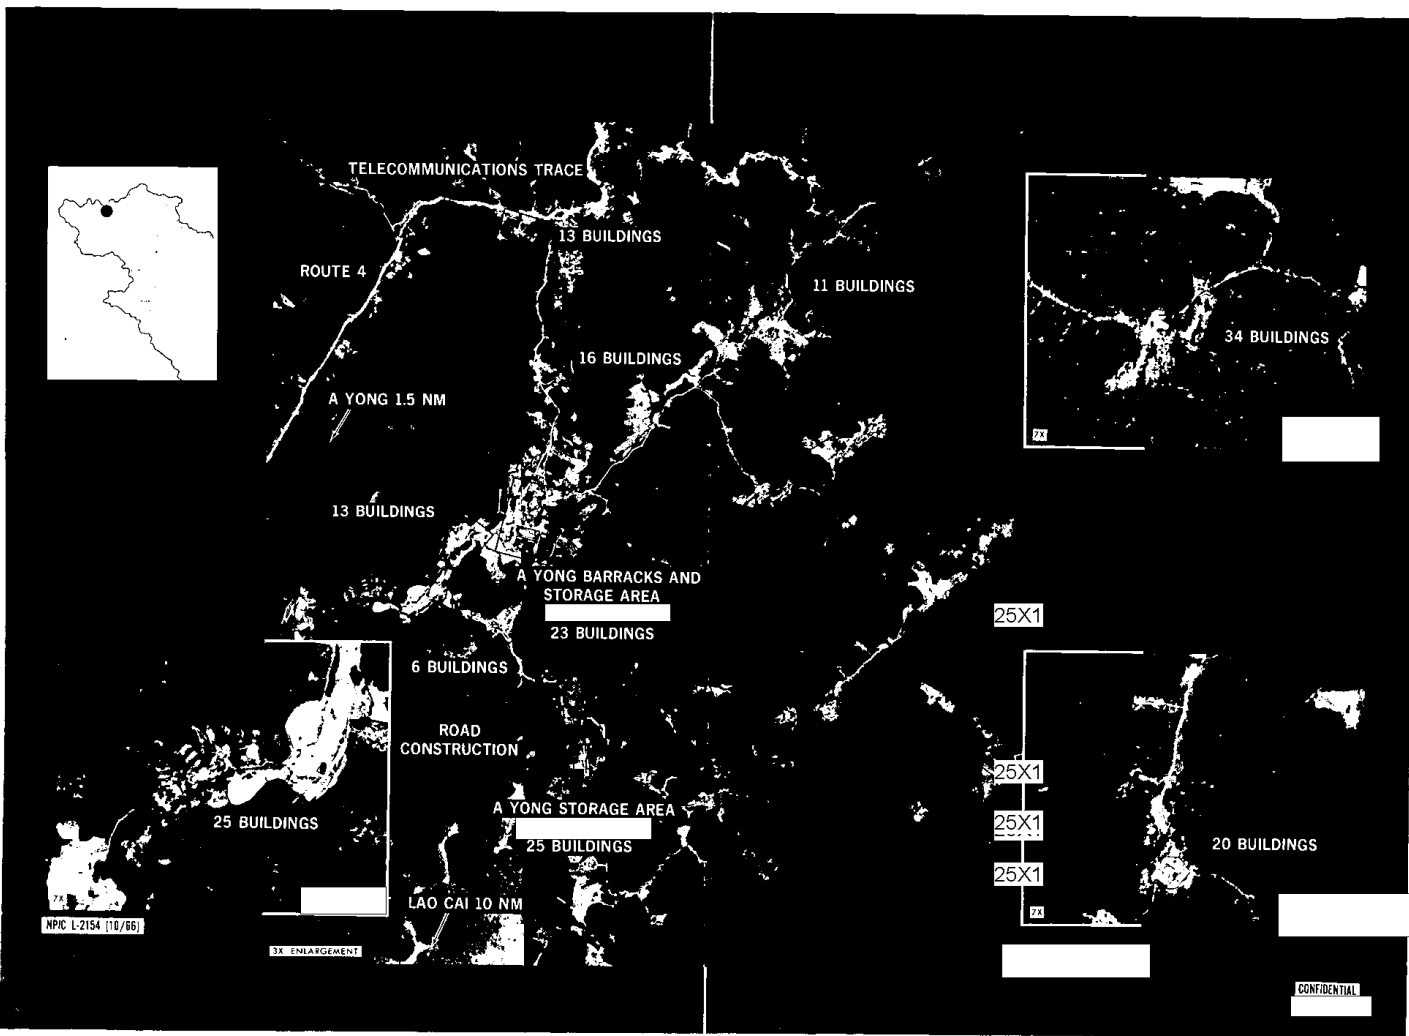 TELECOMMUNICATIONS TRACE
13 BUILDINGS
ROUTE 4
11 BUILDINGS
34 BUILDINGS
16 BUILDINGS
A YONG 1.5 NM
7X
13 BUILDINGS
A YONG BARRACKS AND
STORAGE AREA
23 BUILDINGS
25X1
6 BUILDINGS
ROAD
CONSTRUCTION
25X1
A YONG STORAGE AREA
25 BUILDINGS
25X1
25 BUILDINGS
20 BUILDINGS
25X1
7X
LAO CAI 10 NM
7X
NPIC L-2154 (10/66)
3X ENLARGEMENT
CONFIDENTIAL